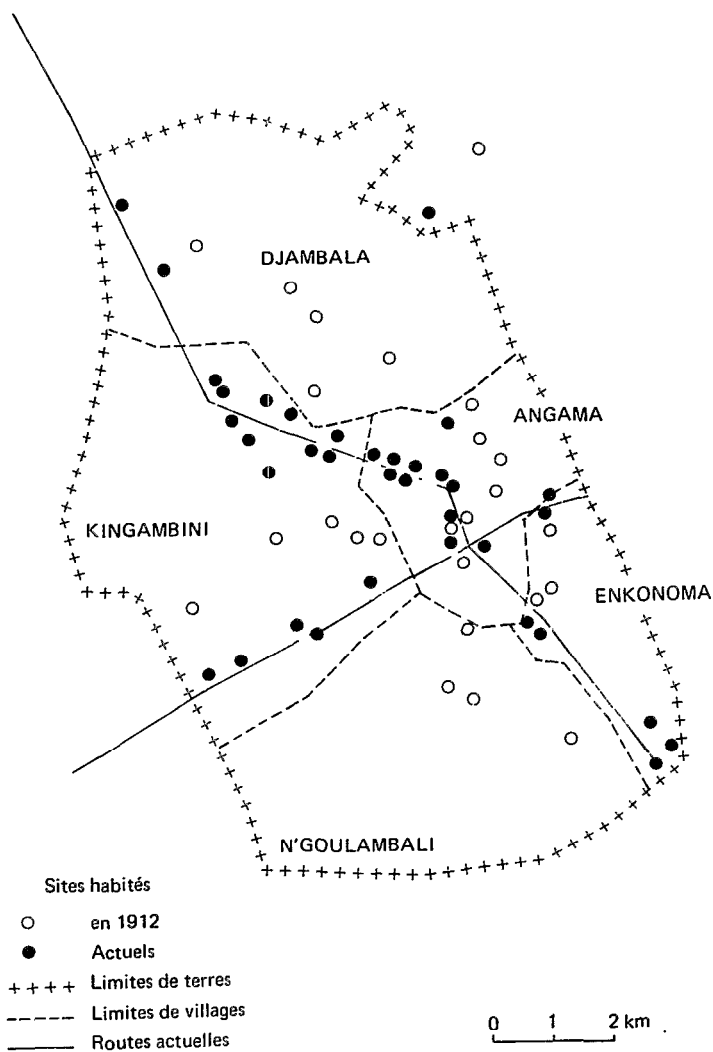 DJAMBALA
ANGAMA
KINGAMBINI
ENKONOMA
N'GOULAMBALI
Sites habités
en 1912
Actuels
Limites de terres
Limites de villages
Routes actuelles
0 1 2 km